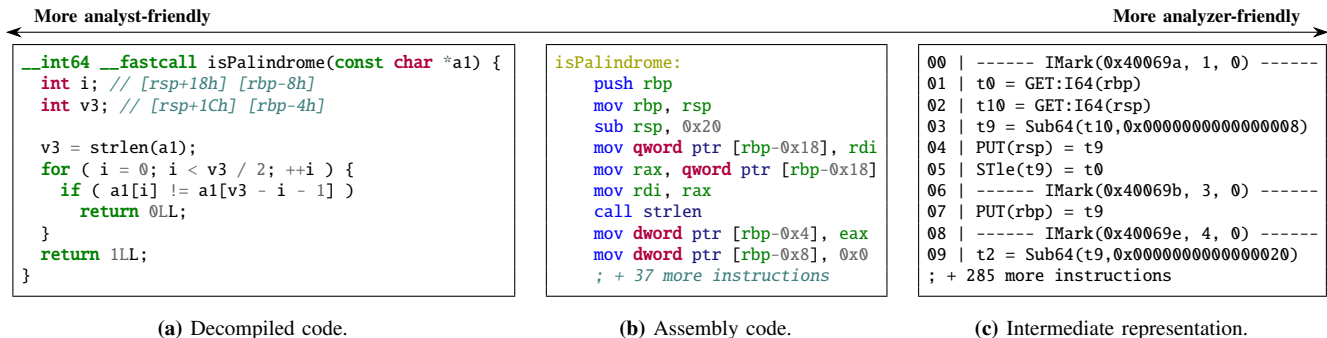 More analyst-friendly
More analyzer-friendly
__int64 __fastcall isPalindrome(const char *a1) {
  int i; // [rsp+18h] [rbp-8h]
  int v3; // [rsp+1Ch] [rbp-4h]

  v3 = strlen(a1);
  for ( i = 0; i < v3 / 2; ++i ) {
    if ( a1[i] != a1[v3 - i - 1] )
      return 0LL;
  }
  return 1LL;
}
(a) Decompiled code.
isPalindrome:
    push rbp
    mov rbp, rsp
    sub rsp, 0x20
    mov qword ptr [rbp-0x18], rdi
    mov rax, qword ptr [rbp-0x18]
    mov rdi, rax
    call strlen
    mov dword ptr [rbp-0x4], eax
    mov dword ptr [rbp-0x8], 0x0
    ; + 37 more instructions
(b) Assembly code.
00 | ------ IMark(0x40069a, 1, 0) ------
01 | t0 = GET:I64(rbp)
02 | t10 = GET:I64(rsp)
03 | t9 = Sub64(t10,0x0000000000000008)
04 | PUT(rsp) = t9
05 | STle(t9) = t0
06 | ------ IMark(0x40069b, 3, 0) ------
07 | PUT(rbp) = t9
08 | ------ IMark(0x40069e, 4, 0) ------
09 | t2 = Sub64(t9,0x0000000000000020)
; + 285 more instructions
(c) Intermediate representation.